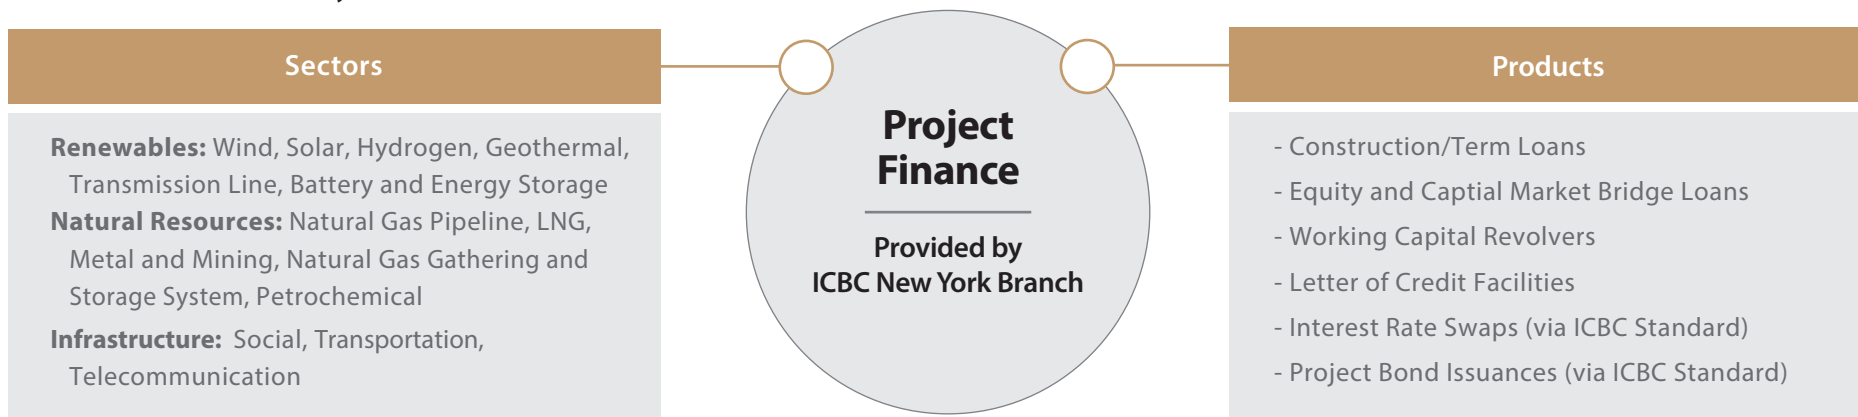 Sectors
Renewables: Wind, Solar, Hydrogen, Geothermal,
Transmission Line, Battery and Energy Storage
Natural Resources: Natural Gas Pipeline, LNG,
Metal and Mining, Natural Gas Gathering and
Storage System, Petrochemical
Infrastructure: Social, Transportation,
Telecommunication
Project
Finance
Provided by
ICBC New York Branch
Products
- Construction/Term Loans
- Equity and Captial Market Bridge Loans
- Working Capital Revolvers
- Letter of Credit Facilities
- Interest Rate Swaps (via ICBC Standard)
- Project Bond Issuances (via ICBC Standard)